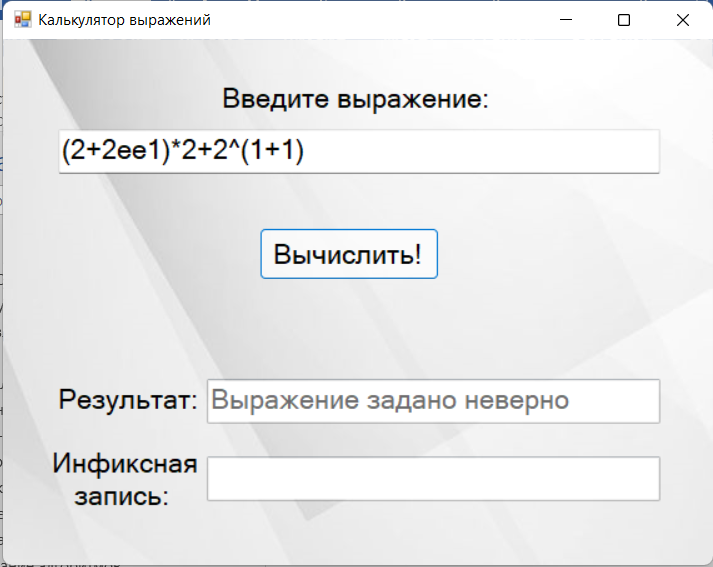 Калькулятор выражений
Введите выражение:
(2+2ee1)*2+2^(1+1)
Вычислить!
Результат: Выражение задано неверно
Инфиксная
запись: